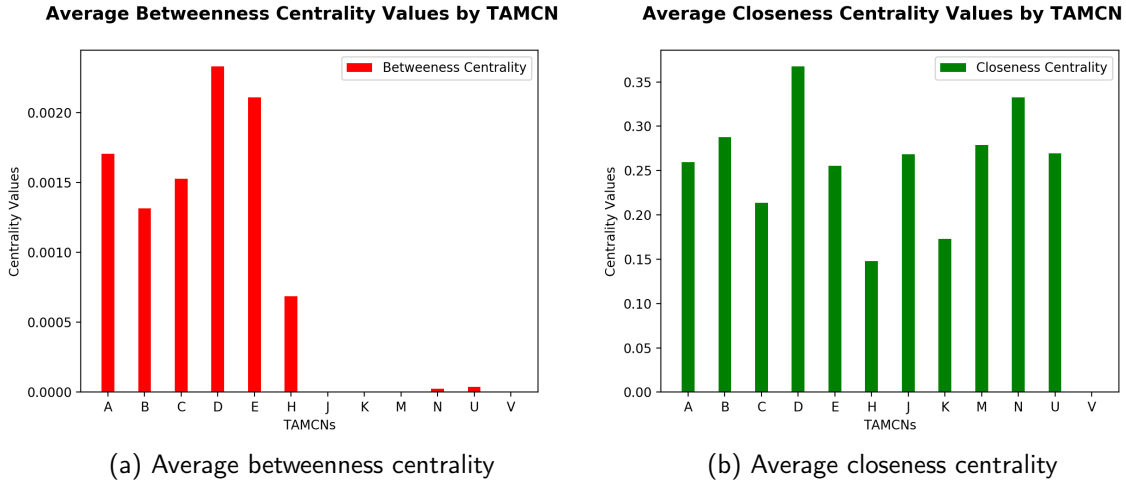 Average Betweenness Centrality Values by TAMCN
Betweeness Centrality
Centrality Values
0.0020
0.0015
0.0010
0.0005
0.0000
A B C D E H J K M N U V
TAMCNs
(a) Average betweenness centrality
Average Closeness Centrality Values by TAMCN
Closeness Centrality
Centrality Values
0.35
0.30
0.25
0.20
0.15
0.10
0.05
0.00
A B C D E H J K M N U V
TAMCNs
(b) Average closeness centrality